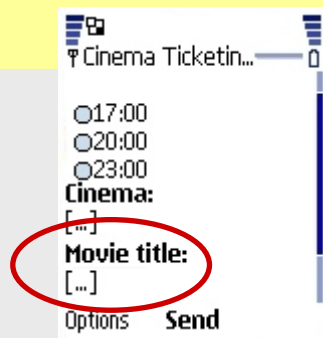 Cinema Ticketin...
17:00
20:00
23:00
Cinema:
[...]
Movie title:
[...]
Options Send